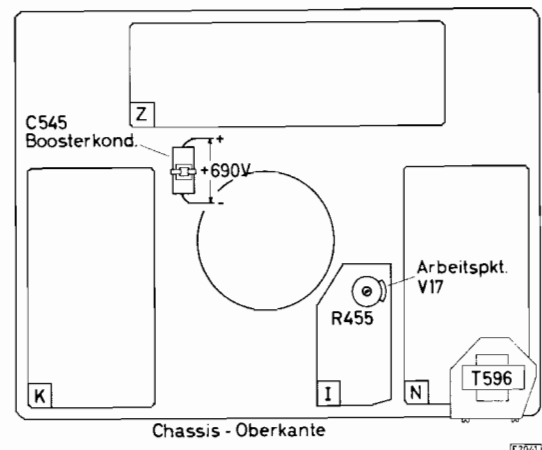 Z
C545
Boosterkond.
+
+690V
-
Arbeitspkt.
V17
R455
K
I
N
T596
Chassis - Oberkante